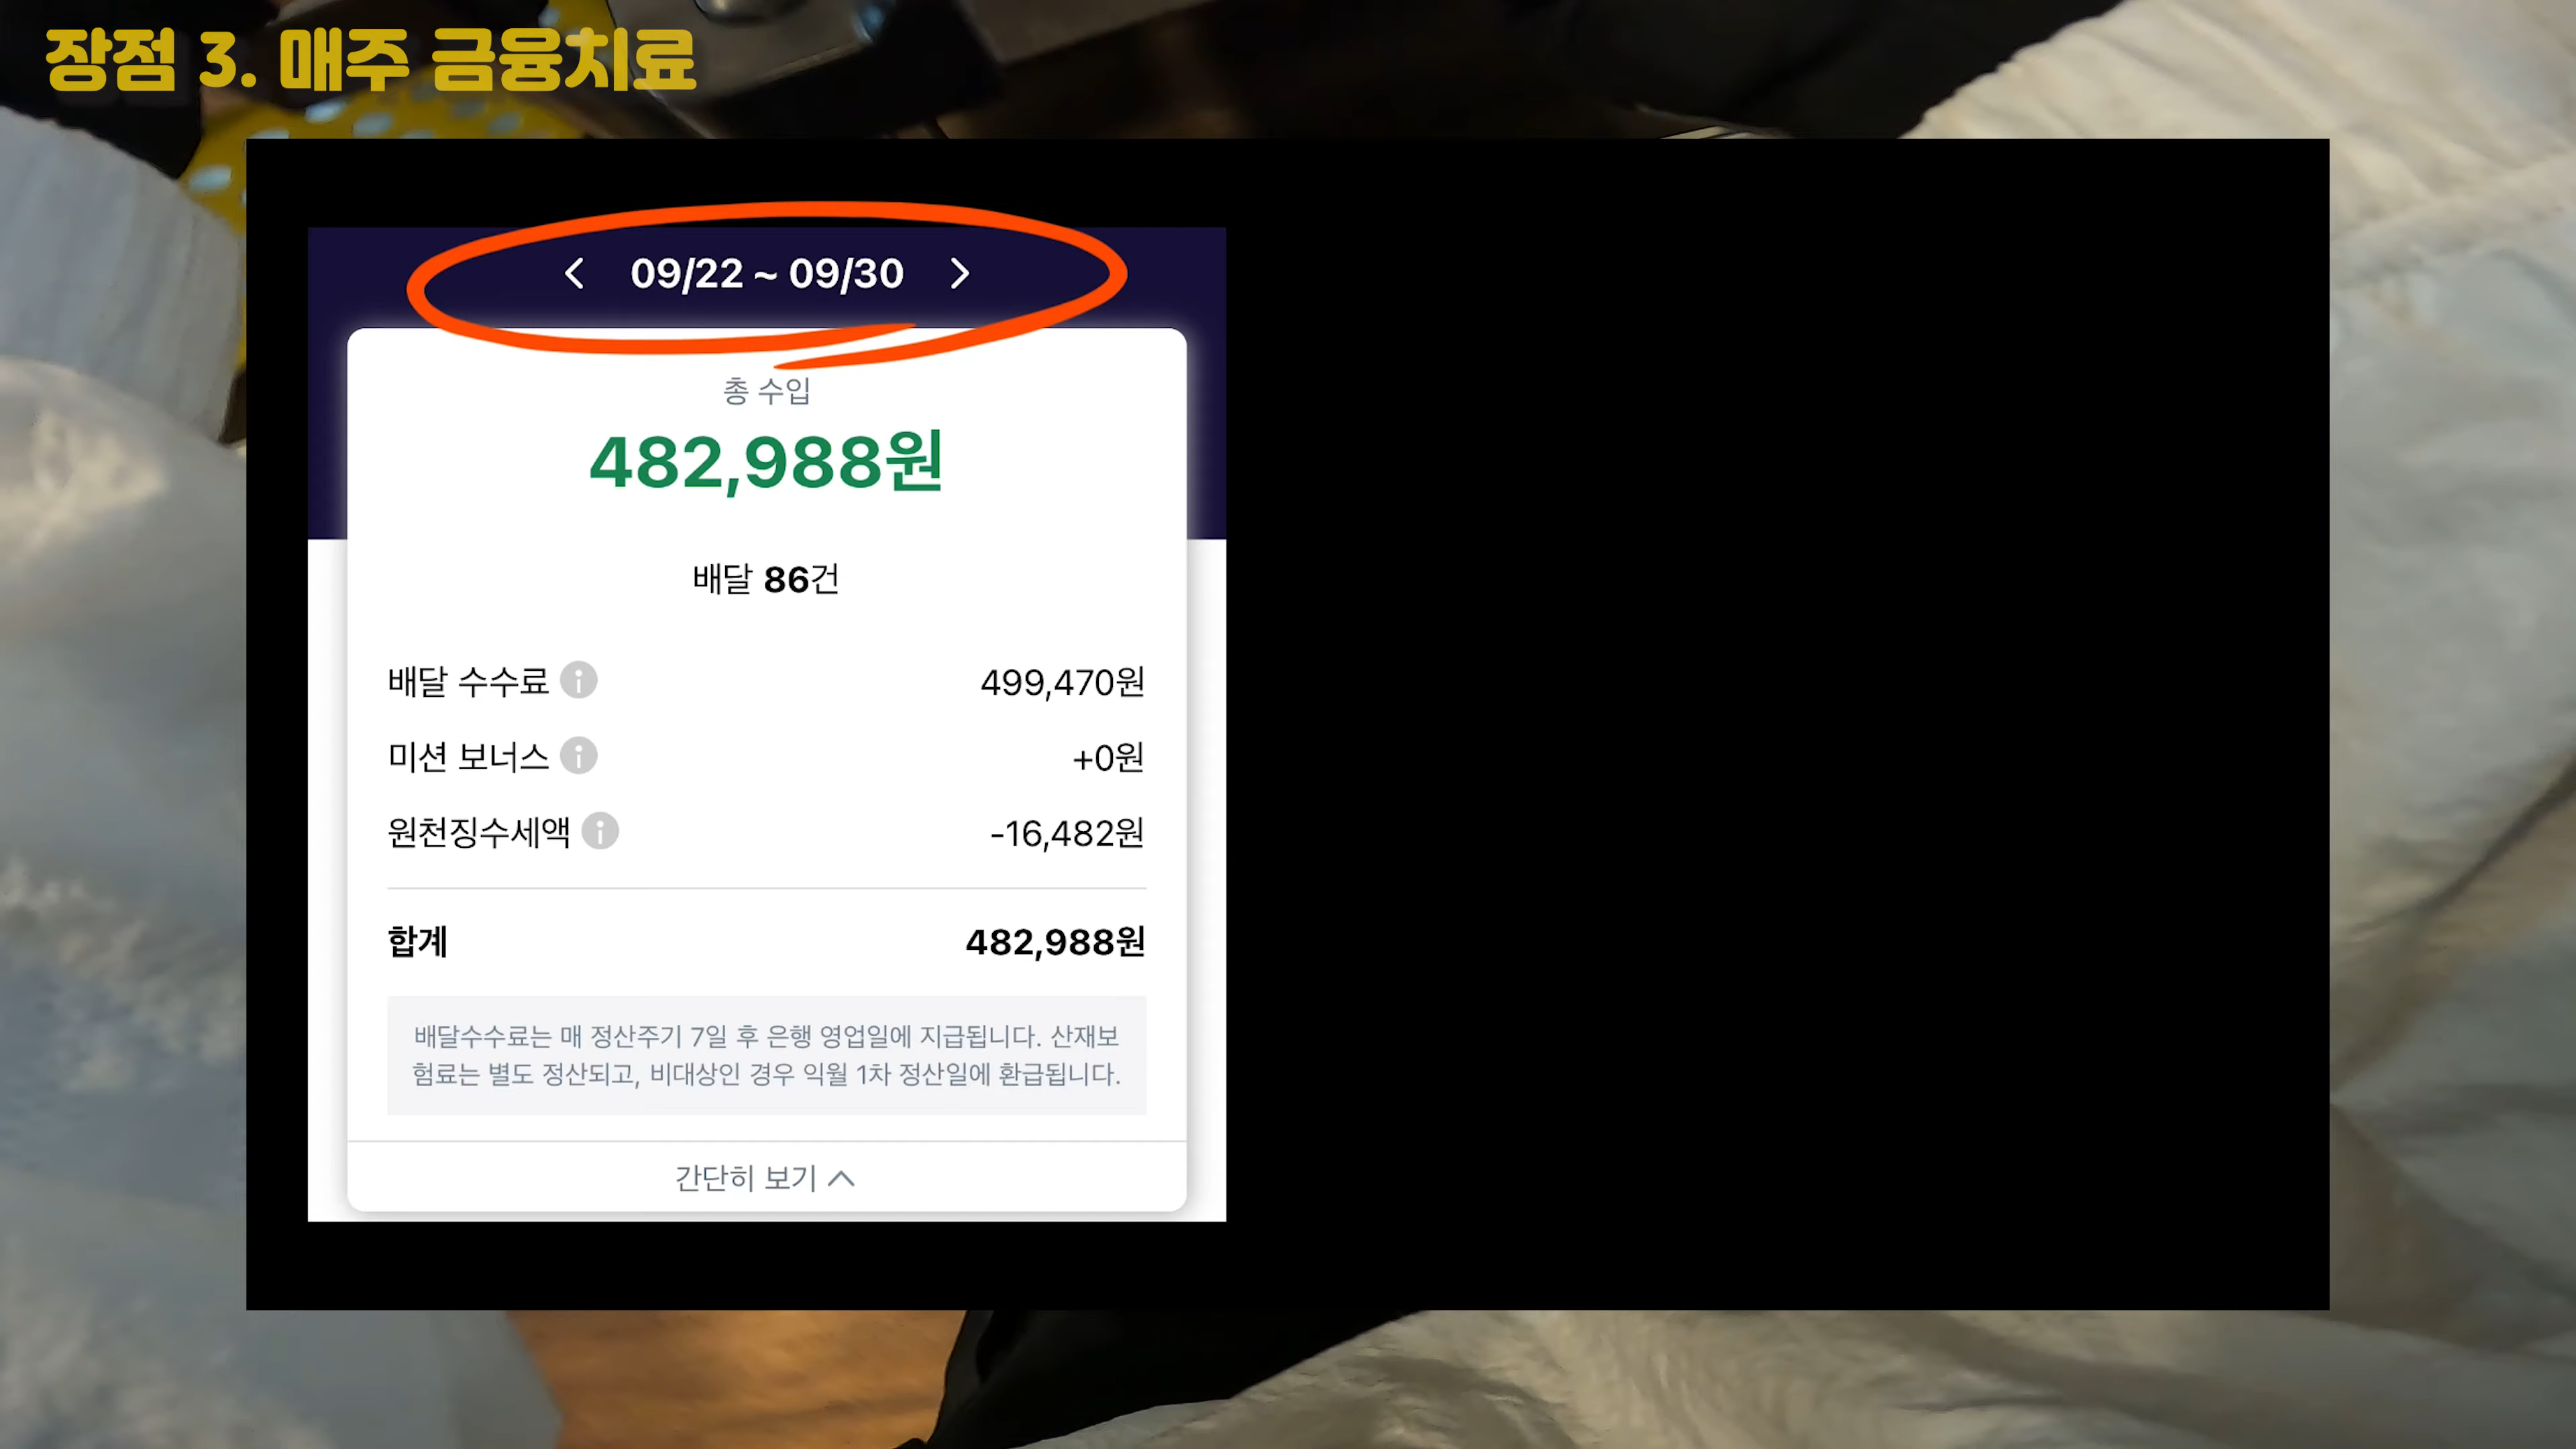 장점 3. 매주 금융치료
09/22 ~ 09/30
총 수입
482,988원
배달 86건
배달 수수료 499,470원
미션 보너스 +0원
원천징수세액 -16,482원
합계 482,988원
배달수수료는 매 정산주기 7일 후 은행 영업일에 지급됩니다. 산재보
험료는 별도 정산되고, 비대상인 경우 익월 1차 정산일에 환급됩니다.
간단히 보기